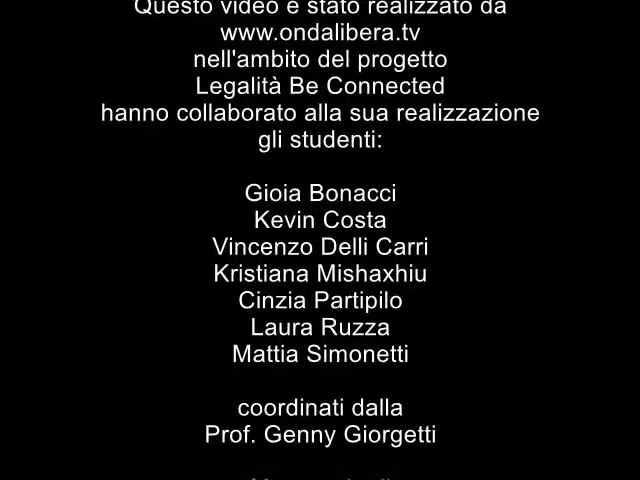 Questo video è stato realizzato da
www.ondalibera.tv
nell'ambito del progetto
Legalità Be Connected
hanno collaborato alla sua realizzazione
gli studenti:
Gioia Bonacci
Kevin Costa
Vincenzo Delli Carri
Kristiana Mishaxhiu
Cinzia Partipilo
Laura Ruzza
Mattia Simonetti
coordinati dalla
Prof. Genny Giorgetti